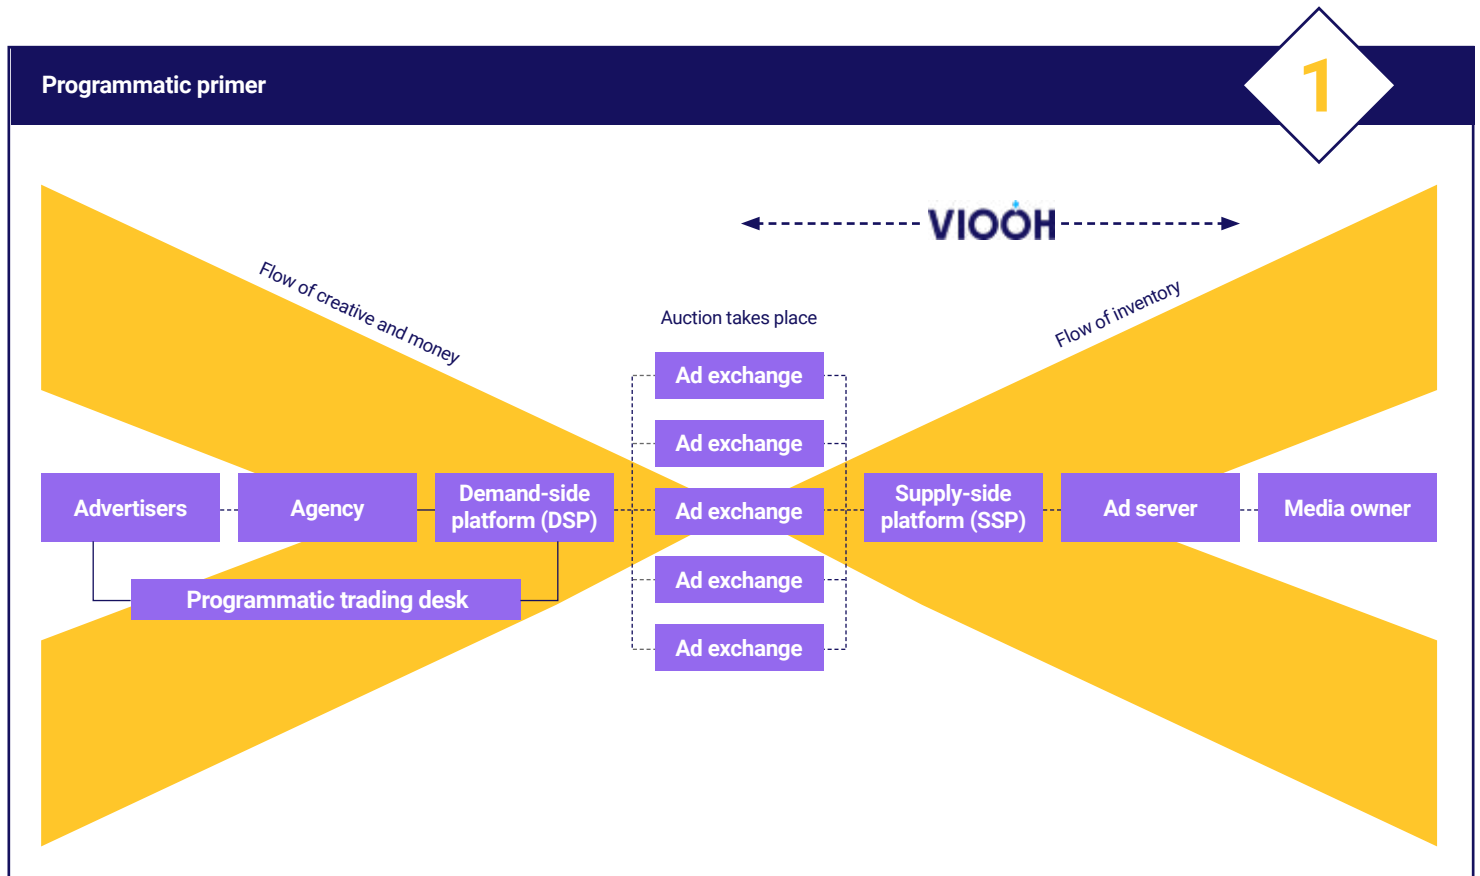 Programmatic primer
1
VIOOH
Flow of creative and money
Auction takes place
Flow of inventory
Ad exchange
Ad exchange
Ad exchange
Ad exchange
Ad exchange
Advertisers
Agency
Demand-side
platform (DSP)
Supply-side
platform (SSP)
Ad server
Media owner
Programmatic trading desk